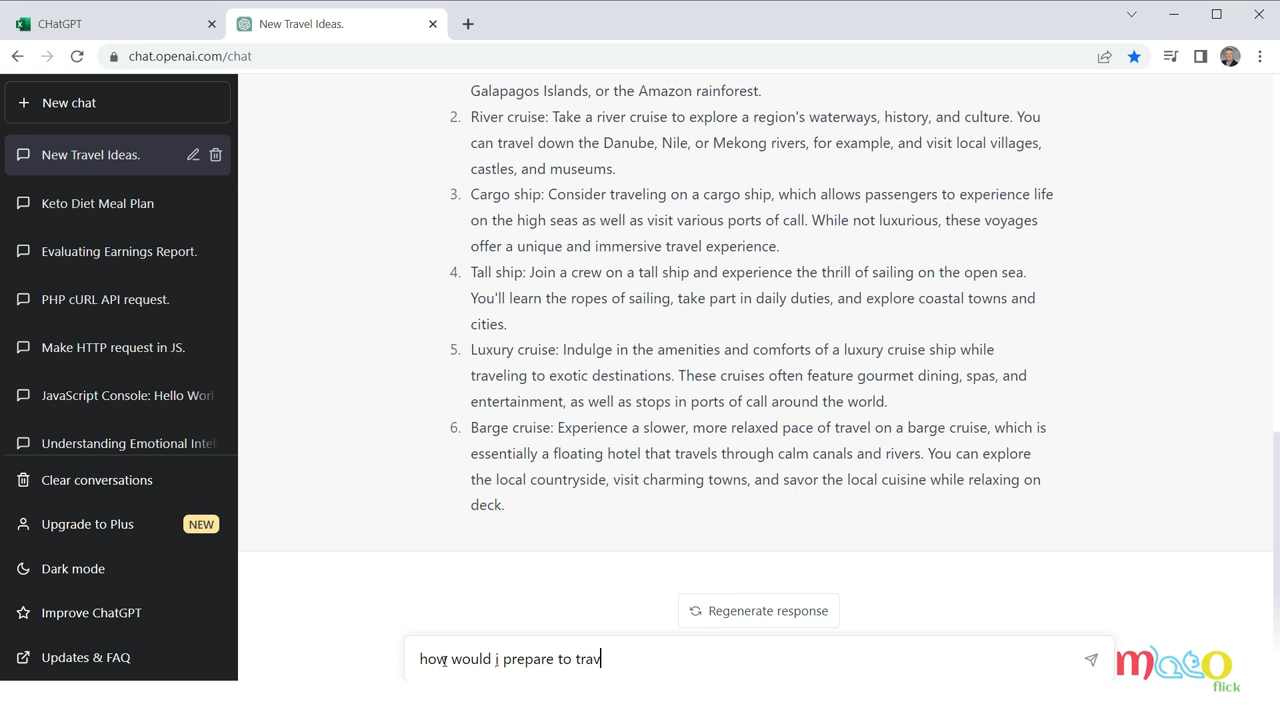 CHatGPT
New Travel Ideas.
chat.openai.com/chat
New chat
New Travel Ideas.
Keto Diet Meal Plan
Evaluating Earnings Report.
PHP cURL API request.
Make HTTP request in JS.
JavaScript Console: Hello Worl
Understanding Emotional Inte
Clear conversations
Upgrade to Plus NEW
Dark mode
Improve ChatGPT
Updates & FAQ
Galapagos Islands, or the Amazon rainforest.
2. River cruise: Take a river cruise to explore a region's waterways, history, and culture. You
can travel down the Danube, Nile, or Mekong rivers, for example, and visit local villages,
castles, and museums.
3. Cargo ship: Consider traveling on a cargo ship, which allows passengers to experience life
on the high seas as well as visit various ports of call. While not luxurious, these voyages
offer a unique and immersive travel experience.
4. Tall ship: Join a crew on a tall ship and experience the thrill of sailing on the open sea.
You'll learn the ropes of sailing, take part in daily duties, and explore coastal towns and
cities.
5. Luxury cruise: Indulge in the amenities and comforts of a luxury cruise ship while
traveling to exotic destinations. These cruises often feature gourmet dining, spas, and
entertainment, as well as stops in ports of call around the world.
6. Barge cruise: Experience a slower, more relaxed pace of travel on a barge cruise, which is
essentially a floating hotel that travels through calm canals and rivers. You can explore
the local countryside, visit charming towns, and savor the local cuisine while relaxing on
deck.
Regenerate response
how would i prepare to trav
flick